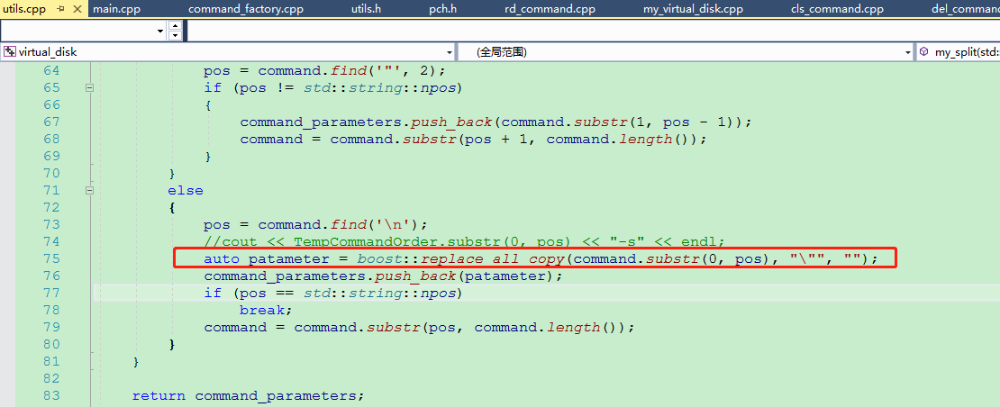 utils.cpp main.cpp command_factory.cpp utils.h pch.h rd_command.cpp my_virtual_disk.cpp cls_command.cpp del_comman
virtual_disk (全局范围) my_split(std:
64 pos = command.find('"', 2);
65 if (pos != std::string::npos)
66 {
67 command_parameters.push_back(command.substr(1, pos - 1));
68 command = command.substr(pos + 1, command.length());
69 }
70 }
71 else
72 {
73 pos = command.find('\n');
74 //cout << TempCommandOrder.substr(0, pos) << "-s" << endl;
75 auto patameter = boost::replace_all_copy(command.substr(0, pos), "\"", "");
76 command_parameters.push_back(patameter);
77 if (pos == std::string::npos)
78 break;
79 command = command.substr(pos, command.length());
80 }
81 }
82
83 return command_parameters;